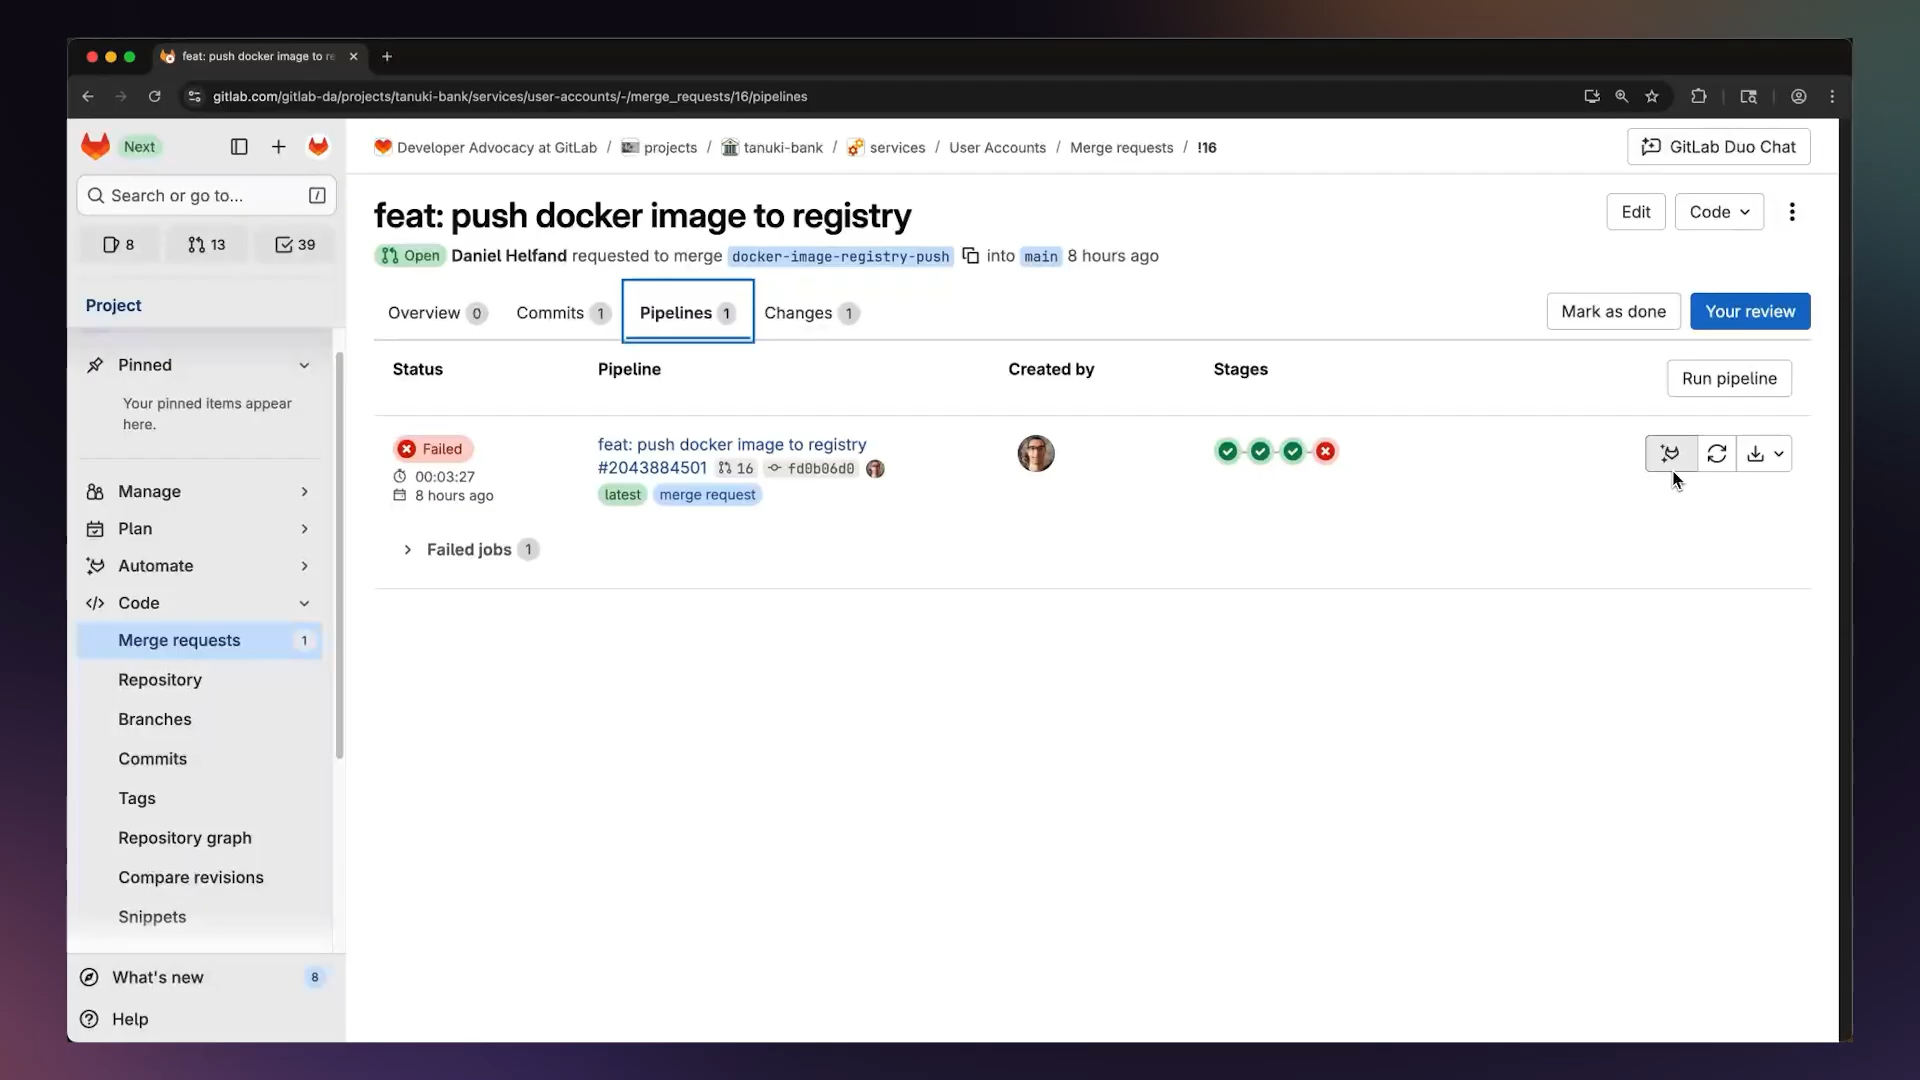 feat: push docker image to re
gitlab.com/gitlab-da/projects/tanuki-bank/services/user-accounts/-/merge_requests/16/pipelines
Next
Developer Advocacy at GitLab / projects / tanuki-bank / services / User Accounts / Merge requests / !16
GitLab Duo Chat
Search or go to... /
8 13 39
feat: push docker image to registry
Edit Code
Open Daniel Helfand requested to merge docker-image-registry-push into main 8 hours ago
Project
Overview 0 Commits 1 Pipelines 1 Changes 1
Mark as done Your review
Pinned
Your pinned items appear
here.
Status Pipeline Created by Stages
Run pipeline
Failed
00:03:27
8 hours ago
feat: push docker image to registry
#2043884501 16 fd0b06d0
latest merge request
Failed jobs 1
Manage
Plan
Automate
Code
Merge requests 1
Repository
Branches
Commits
Tags
Repository graph
Compare revisions
Snippets
What's new 8
Help